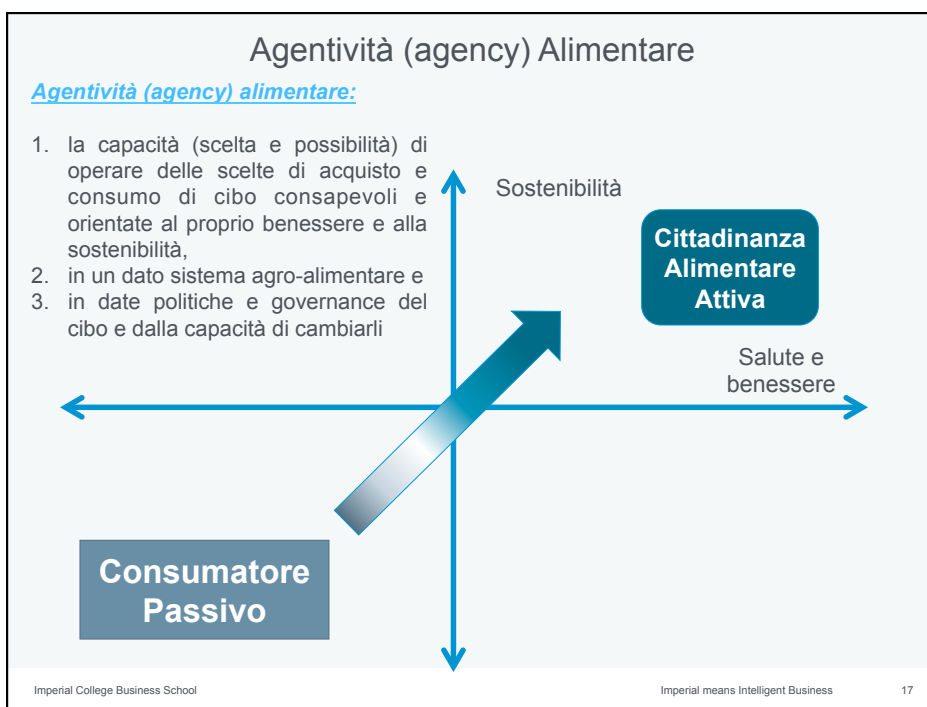 Agentività (agency) Alimentare
Agentività (agency) alimentare:
1. la capacità (scelta e possibilità) di
operare delle scelte di acquisto e
consumo di cibo consapevoli e
orientate al proprio benessere e alla
sostenibilità,
2. in un dato sistema agro-alimentare e
3. in date politiche e governance del
cibo e dalla capacità di cambiarli
Sostenibilità
Cittadinanza
Alimentare
Attiva
Salute e
benessere
Consumatore
Passivo
Imperial College Business School
Imperial means Intelligent Business
17